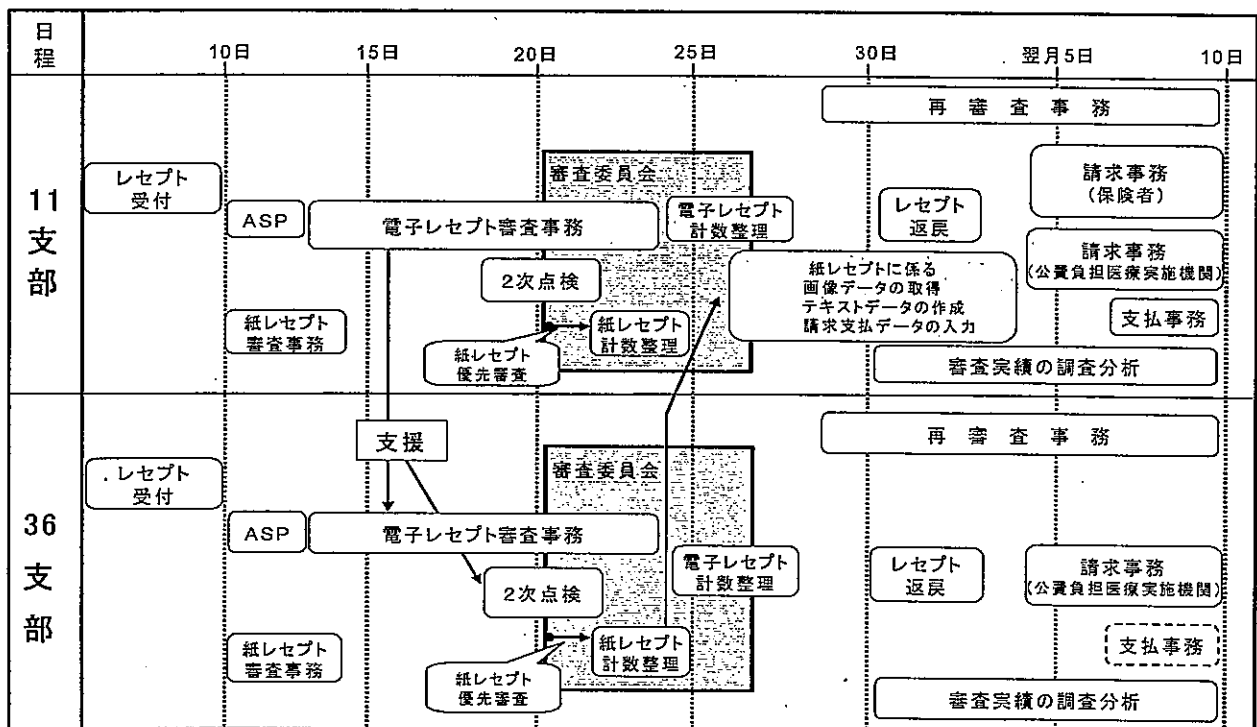 日
程
10日
15日
20日
25日
30日
翌月5日
10日
11
支
部
再審査事務
レセプト
受付
審査委員会
請求事務
(保険者)
ASP
電子レセプト審査事務
電子レセプト
計数整理
レセプト
返戻
2次点検
紙レセプトに係る
画像データの取得
テキストデータの作成
請求支払データの入力
請求事務
(公費負担医療実施機関)
紙レセプト
審査事務
紙レセプト
優先審査
紙レセプト
計数整理
支払事務
審査実績の調査分析
支援
36
支
部
再審査事務
レセプト
受付
審査委員会
ASP
電子レセプト審査事務
電子レセプト
計数整理
レセプト
返戻
請求事務
(公費負担医療実施機関)
2次点検
紙レセプト
審査事務
紙レセプト
優先審査
紙レセプト
計数整理
支払事務
審査実績の調査分析